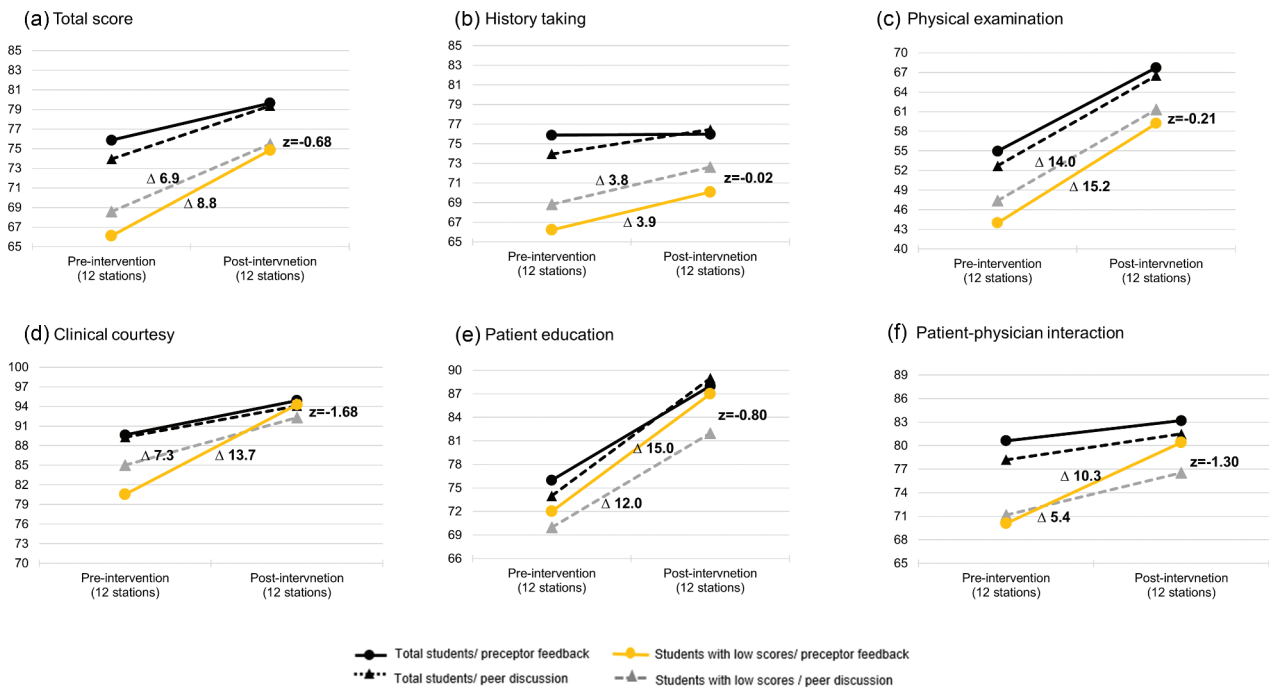 (a) Total score
85
83
81
79
77
75
73
71
69
67
65
Δ 6.9
Δ 8.8
z=-0.68
Pre-intervention
(12 stations)
Post-intervnetion
(12 stations)
(b) History taking
85
83
81
79
77
75
73
71
69
67
65
Δ 3.8
Δ 3.9
z=-0.02
Pre-intervention
(12 stations)
Post-intervnetion
(12 stations)
(c) Physical examination
70
67
64
61
58
55
52
49
46
43
40
Δ 14.0
Δ 15.2
z=-0.21
Pre-intervention
(12 stations)
Post-intervnetion
(12 stations)
(d) Clinical courtesy
100
97
94
91
88
85
82
79
76
73
70
Δ 7.3
Δ 13.7
z=-1.68
Pre-intervention
(12 stations)
Post-intervnetion
(12 stations)
(e) Patient education
90
87
84
81
78
75
72
69
66
Δ 15.0
Δ 12.0
z=-0.80
Pre-intervention
(12 stations)
Post-intervnetion
(12 stations)
(f) Patient-physician interaction
89
86
83
80
77
74
71
68
65
Δ 10.3
Δ 5.4
z=-1.30
Pre-intervention
(12 stations)
Post-intervnetion
(12 stations)
Total students/ preceptor feedback
Students with low scores/ preceptor feedback
Total students/ peer discussion
Students with low scores / peer discussion